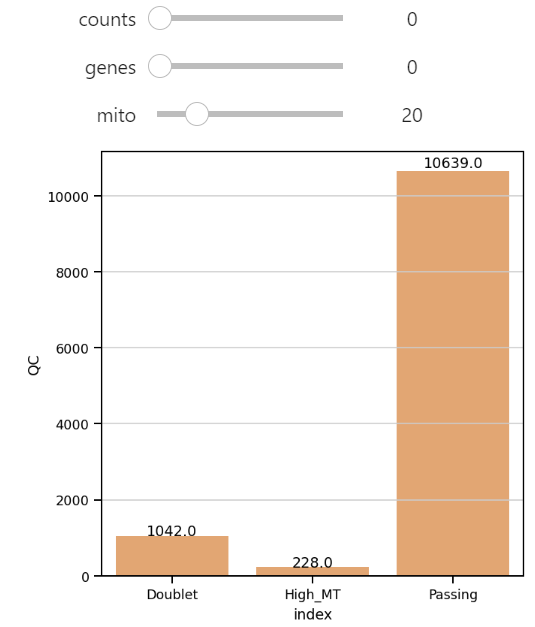 counts 0
genes 0
mito 20
10639.0
10000
8000
6000
QC
4000
2000
1042.0
228.0
0
Doublet High_MT Passing
index